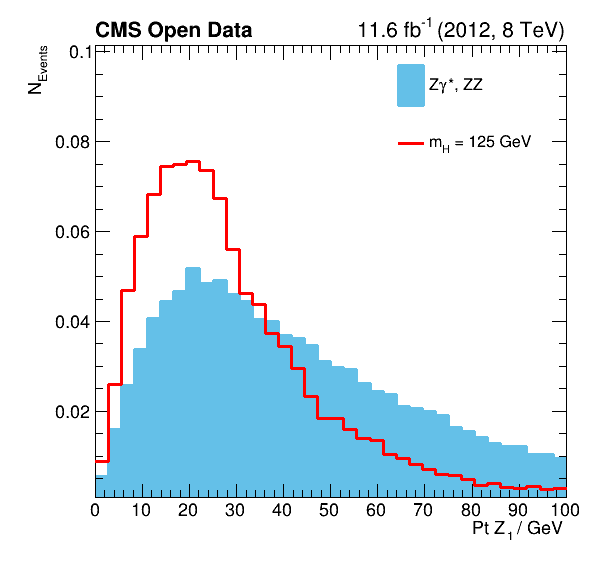 CMS Open Data
11.6 fb-1 (2012, 8 TeV)
NEvents
0.1
0.08
0.06
0.04
0.02
Zγ*, ZZ
mH = 125 GeV
0 10 20 30 40 50 60 70 80 90 100
Pt Z1 / GeV